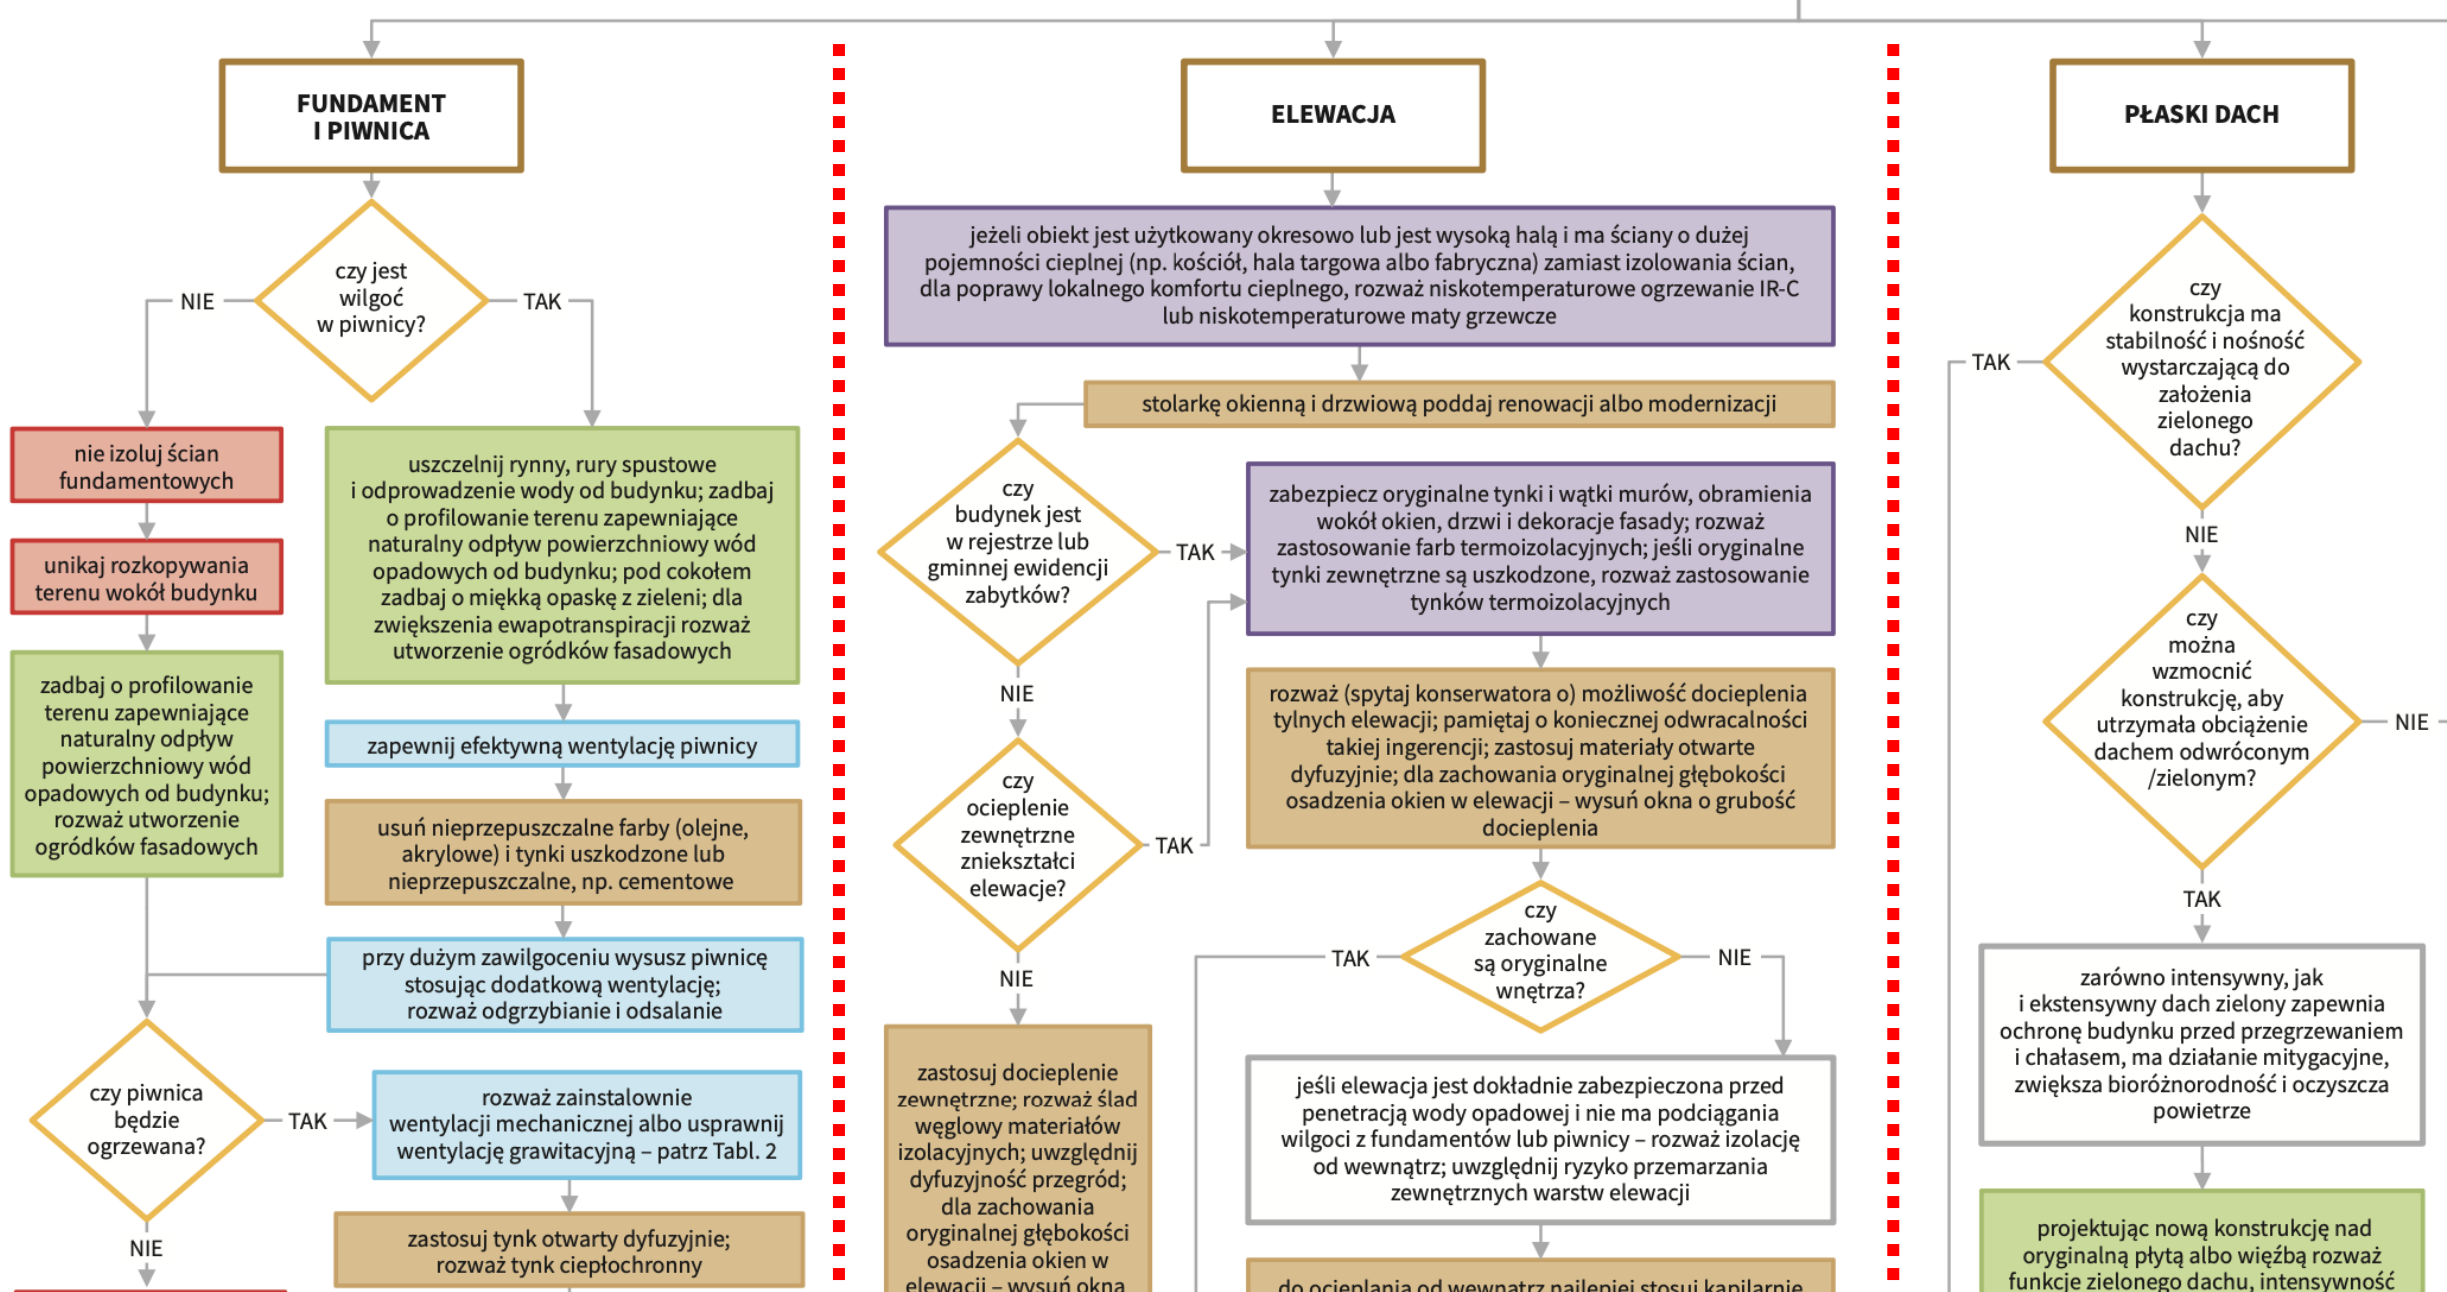 FUNDAMENT
I PIWNICA
czy jest
wilgoć
w piwnicy?
NIE
TAK
nie izoluj ścian
fundamentowych
unikaj rozkopywania
terenu wokół budynku
zadbaj o profilowanie
terenu zapewniające
naturalny odpływ
powierzchniowy wód
opadowych od budynku;
rozważ utworzenie
ogródków fasadowych
uszczelnij rynny, rury spustowe
i odprowadzenie wody od budynku; zadbaj
o profilowanie terenu zapewniające
naturalny odpływ powierzchniowy wód
opadowych od budynku; pod cokołem
zadbaj o miękką opaskę z zieleni; dla
zwiększenia ewapotranspiracji rozważ
utworzenie ogródków fasadowych
zapewnij efektywną wentylację piwnicy
usuń nieprzepuszczalne farby (olejne,
akrylowe) i tynki uszkodzone lub
nieprzepuszczalne, np. cementowe
przy dużym zawilgoceniu wysusz piwnicę
stosując dodatkową wentylację;
rozważ odgrzybianie i odsalanie
czy piwnica
będzie
ogrzewana?
TAK
NIE
rozważ zainstalownie
wentylacji mechanicznej albo usprawnij
wentylację grawitacyjną – patrz Tabl. 2
zastosuj tynk otwarty dyfuzyjnie;
rozważ tynk ciepłochronny
ELEWACJA
jeżeli obiekt jest użytkowany okresowo lub jest wysoką halą i ma ściany o dużej
pojemności cieplnej (np. kościół, hala targowa albo fabryczna) zamiast izolowania ścian,
dla poprawy lokalnego komfortu cieplnego, rozważ niskotemperaturowe ogrzewanie IR-C
lub niskotemperaturowe maty grzewcze
stolarkę okienną i drzwiową poddaj renowacji albo modernizacji
czy
budynek jest
w rejestrze lub
gminnej ewidencji
zabytków?
TAK
NIE
zabezpiecz oryginalne tynki i wątki murów, obramienia
wokół okien, drzwi i dekoracje fasady; rozważ
zastosowanie farb termoizolacyjnych; jeśli oryginalne
tynki zewnętrzne są uszkodzone, rozważ zastosowanie
tynków termoizolacyjnych
rozważ (spytaj konserwatora o) możliwość docieplenia
tylnych elewacji; pamiętaj o koniecznej odwracalności
takiej ingerencji; zastosuj materiały otwarte
dyfuzyjnie; dla zachowania oryginalnej głębokości
osadzenia okien w elewacji – wysuń okna o grubość
docieplenia
czy
ocieplenie
zewnętrzne
zniekształci
elewacje?
TAK
NIE
czy
zachowane
są oryginalne
wnętrza?
TAK
NIE
zastosuj docieplenie
zewnętrzne; rozważ ślad
węglowy materiałów
izolacyjnych; uwzględnij
dyfuzyjność przegród;
dla zachowania
oryginalnej głębokości
osadzenia okien w
elewacji – wysuń okna
jeśli elewacja jest dokładnie zabezpieczona przed
penetracją wody opadowej i nie ma podciągania
wilgoci z fundamentów lub piwnicy – rozważ izolację
od wewnątrz; uwzględnij ryzyko przemarzania
zewnętrznych warstw elewacji
do ocieplania od wewnątrz najlepiej stosuj kapilarnie
PŁASKI DACH
czy
konstrukcja ma
stabilność i nośność
wystarczającą do
założenia
zielonego
dachu?
TAK
NIE
czy
można
wzmocnić
konstrukcję, aby
utrzymała obciążenie
dachem odwróconym
/zielonym?
NIE
TAK
zarówno intensywny, jak
i ekstensywny dach zielony zapewnia
ochronę budynku przed przegrzewaniem
i chałasem, ma działanie mitygacyjne,
zwiększa bioróżnorodność i oczyszcza
powietrze
projektując nową konstrukcję nad
oryginalną płytą albo więźbą rozważ
funkcje zielonego dachu, intensywność